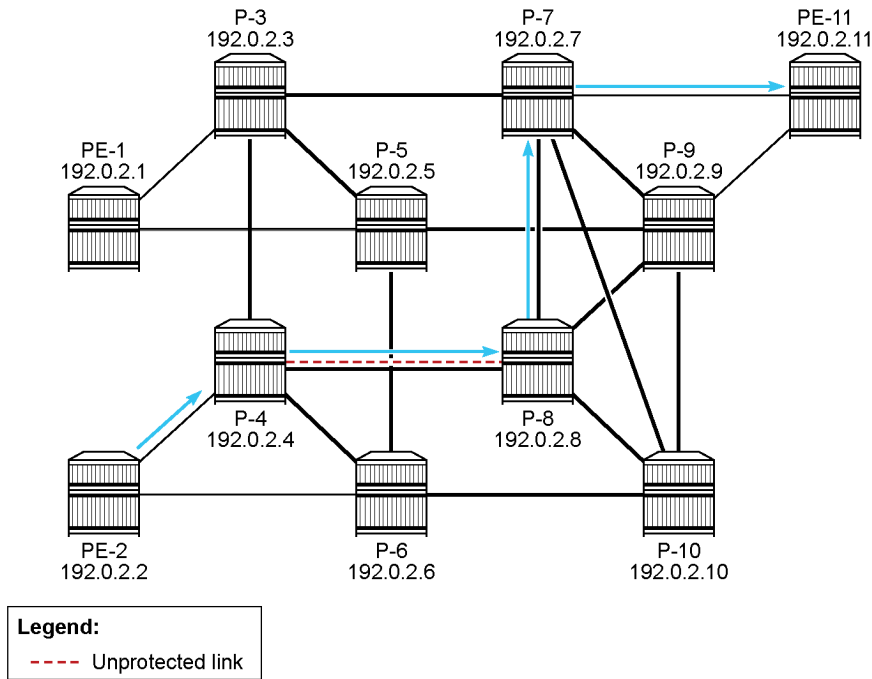 P-3
192.0.2.3
P-7
192.0.2.7
PE-11
192.0.2.11
PE-1
192.0.2.1
P-5
192.0.2.5
P-9
192.0.2.9
P-4
192.0.2.4
P-8
192.0.2.8
PE-2
192.0.2.2
P-6
192.0.2.6
P-10
192.0.2.10
Legend:
Unprotected link